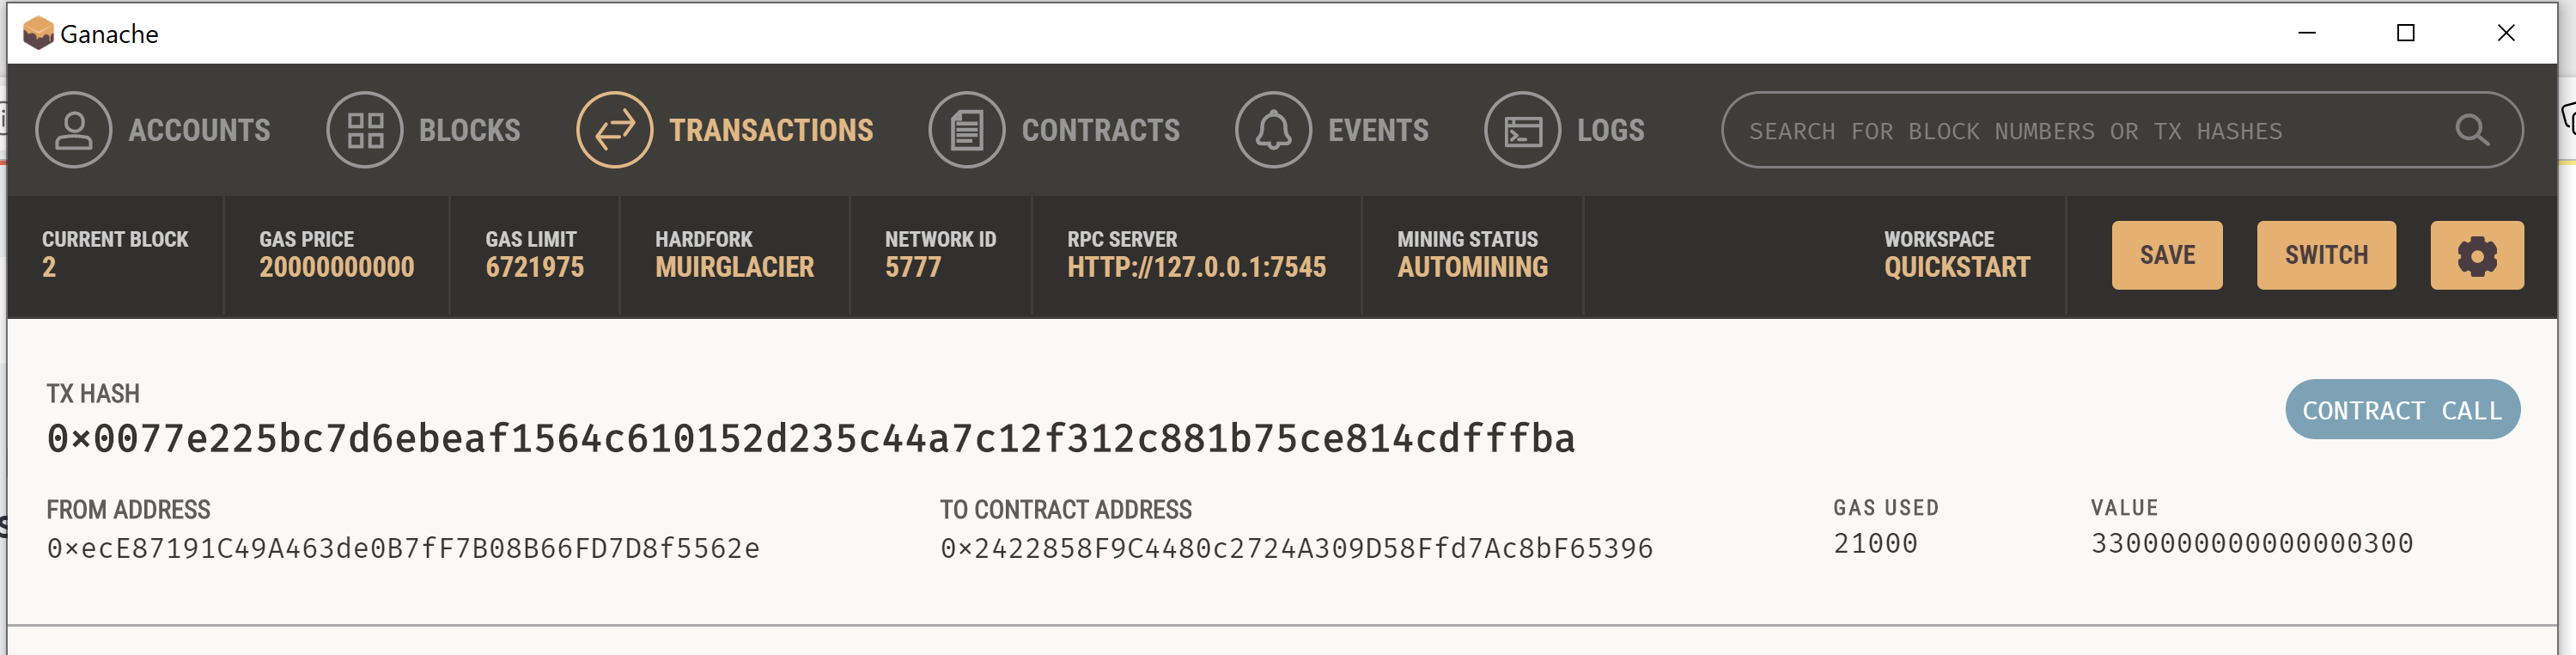 Ganache
ACCOUNTS BLOCKS TRANSACTIONS CONTRACTS EVENTS LOGS SEARCH FOR BLOCK NUMBERS OR TX HASHES
CURRENT BLOCK GAS PRICE GAS LIMIT HARDFORK NETWORK ID RPC SERVER MINING STATUS WORKSPACE
2 20000000000 6721975 MUIRGLACIER 5777 HTTP://127.0.0.1:7545 AUTOMINING QUICKSTART SAVE SWITCH
TX HASH
0×0077e225bc7d6ebeaf1564c610152d235c44a7c12f312c881b75ce814cdfffba
CONTRACT CALL
FROM ADDRESS TO CONTRACT ADDRESS GAS USED VALUE
0×ecE87191C49A463de0B7fF7B08B66FD7D8f5562e 0×2422858F9C4480c2724A309D58Ffd7Ac8bF65396 21000 3300000000000000300